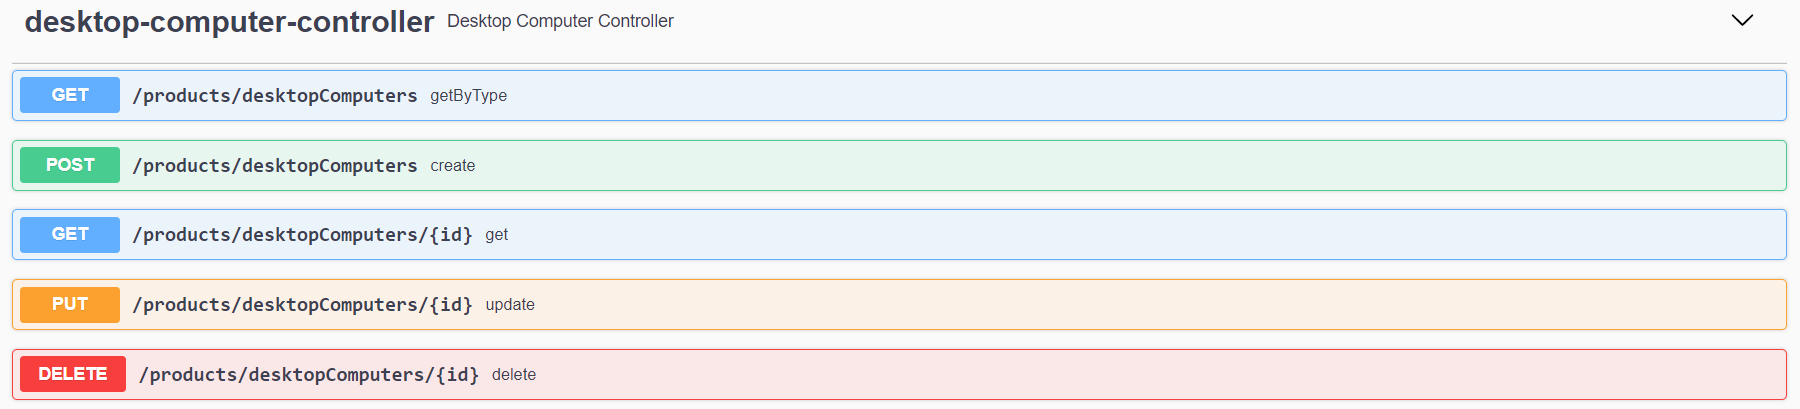 desktop-computer-controller Desktop Computer Controller
GET /products/desktopComputers getByType
POST /products/desktopComputers create
GET /products/desktopComputers/{id} get
PUT /products/desktopComputers/{id} update
DELETE /products/desktopComputers/{id} delete